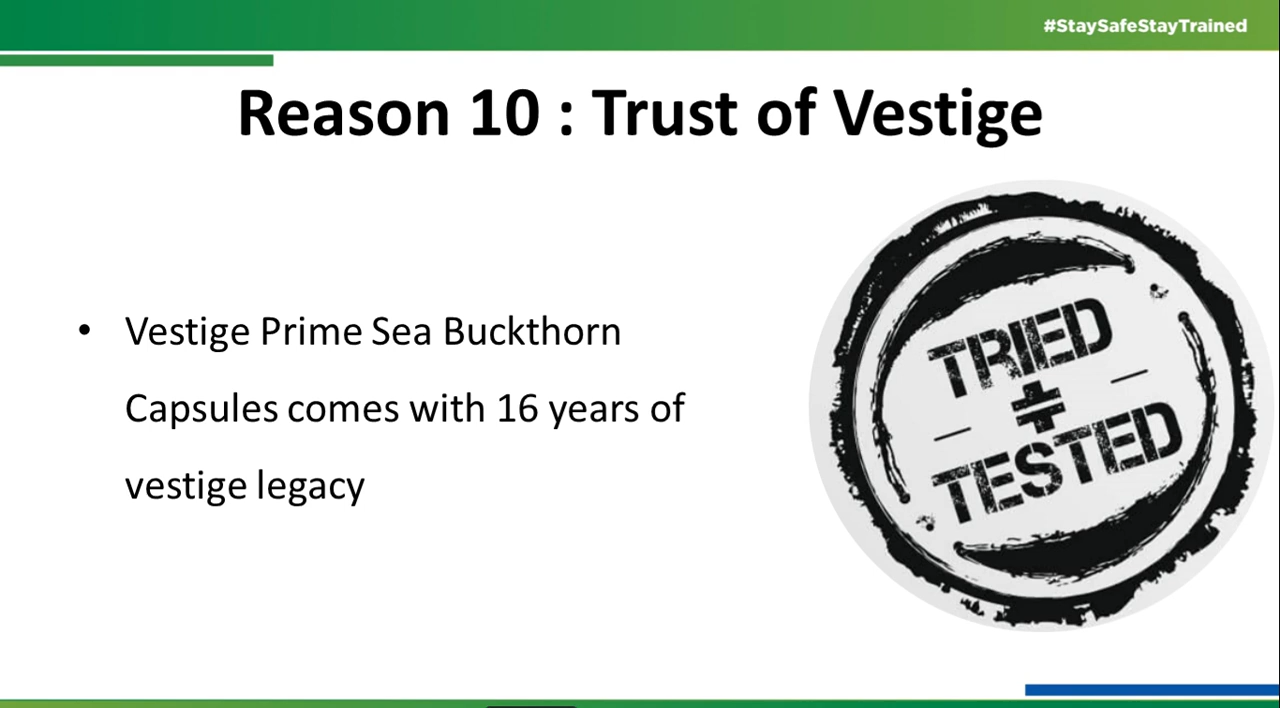 #StaySafeStayTrained
Reason 10 : Trust of Vestige
• Vestige Prime Sea Buckthorn
Capsules comes with 16 years of
vestige legacy
TRIED
+
TESTED